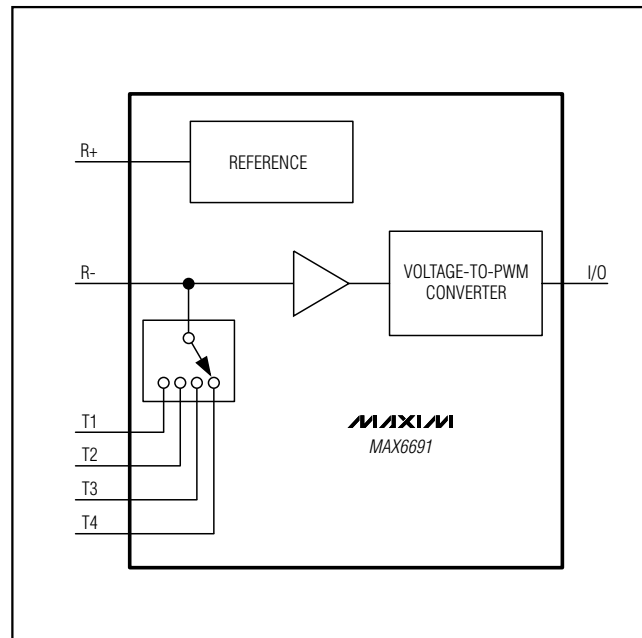 R+
REFERENCE
R-
VOLTAGE-TO-PWM
CONVERTER
I/O
T1
T2
T3
T4
MAXIM
MAX6691